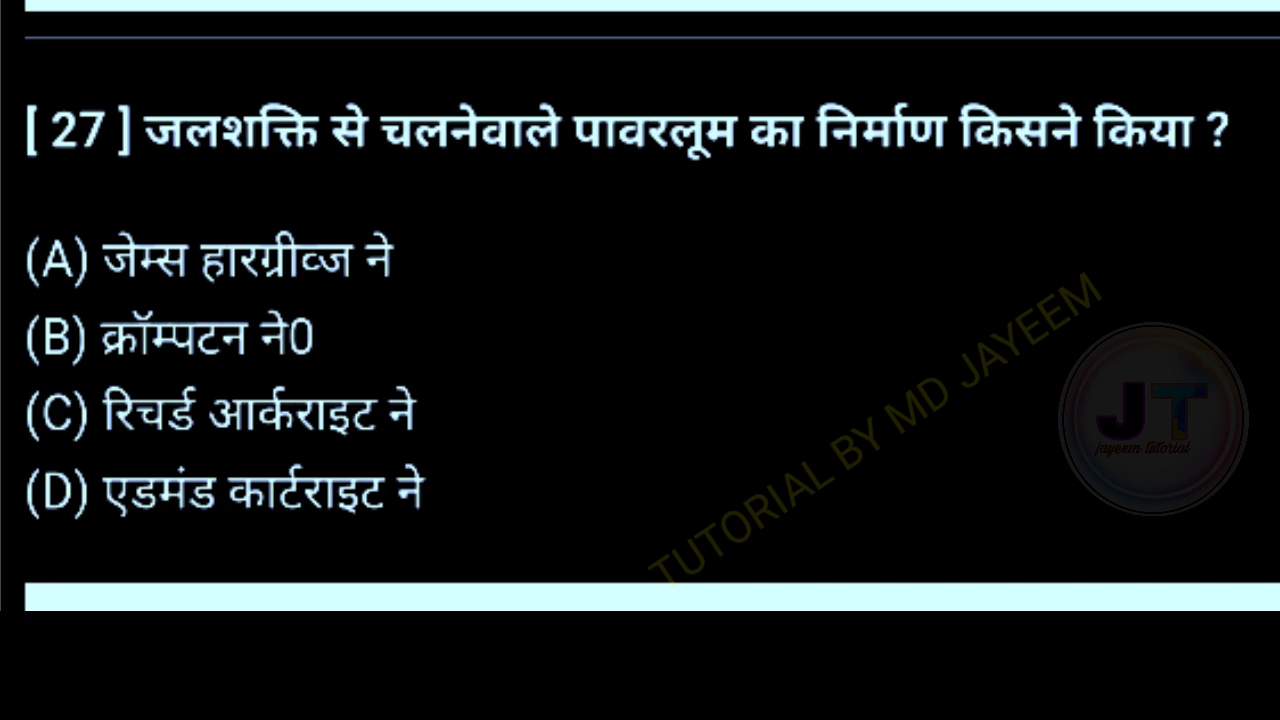 [ 27 ] जलशक्ति से चलनेवाले पावरलूम का निर्माण किसने किया ?
(A) जेम्स हारग्रीव्ज ने
(B) क्रॉम्पटन ने0
(C) रिचर्ड आर्कराइट ने
(D) एडमंड कार्टराइट ने
TUTORIAL BY MD JAYEEM
JT
jayeem tutorial